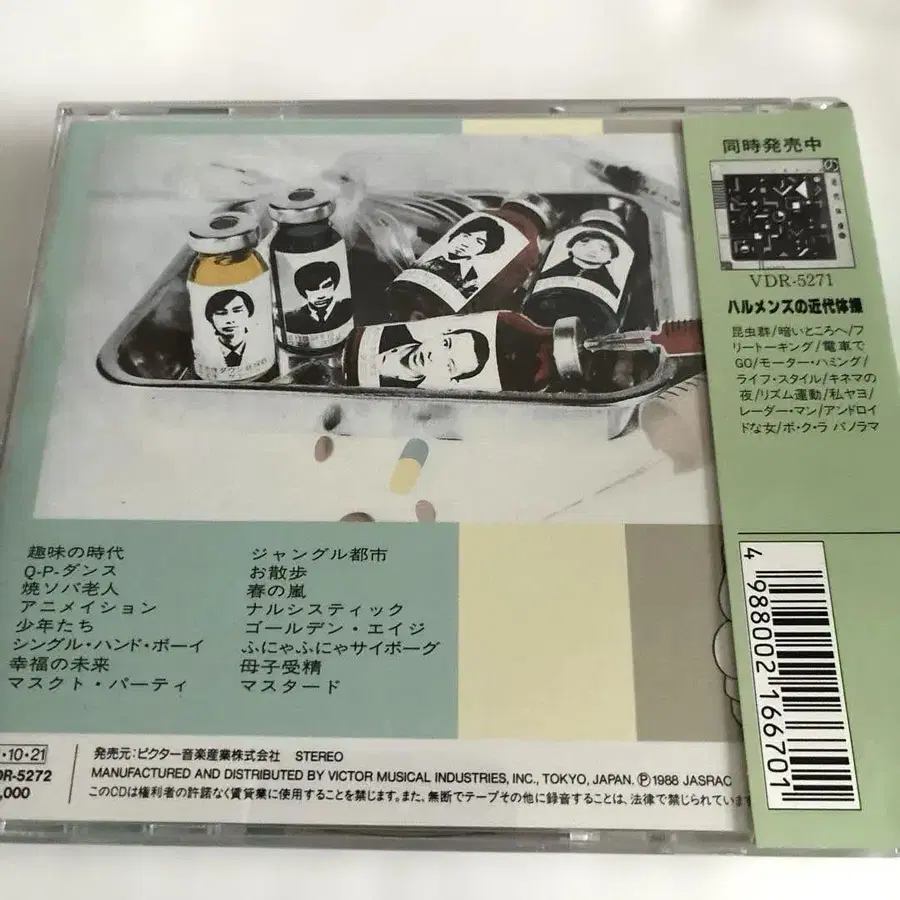 同時発売中
VDR-5271
ハルメンズの近代体操
昆虫群/暗いところへ/フ
リートーキング/電車で
GO/モーター・ハミング/
ライフ・スタイル/キネマの
夜/リズム運動/私ヤヨ/
レーダー・マン/アンドロイ
ドな女/ボ・ク・ラ パノラマ
趣味の時代
Q-P-ダンス
焼ソバ老人
アニメイション
少年たち
シングル・ハンド・ボーイ
幸福の未来
マスクト・パーティ
ジャングル都市
お散歩
春の嵐
ナルシスティック
ゴールデン・エイジ
ふにゃふにゃサイボーグ
母子受精
マスタード
4 988002 166701
・10・21
DR-5272
,000
発売元:ビクター音楽産業株式会社 STEREO
MANUFACTURED AND DISTRIBUTED BY VICTOR MUSICAL INDUSTRIES, INC., TOKYO, JAPAN. Ⓟ1988 JASRAC
このCDは権利者の許諾なく賃貸業に使用することを禁じます。また、無断でテープその他に録音することは、法律で禁じられています